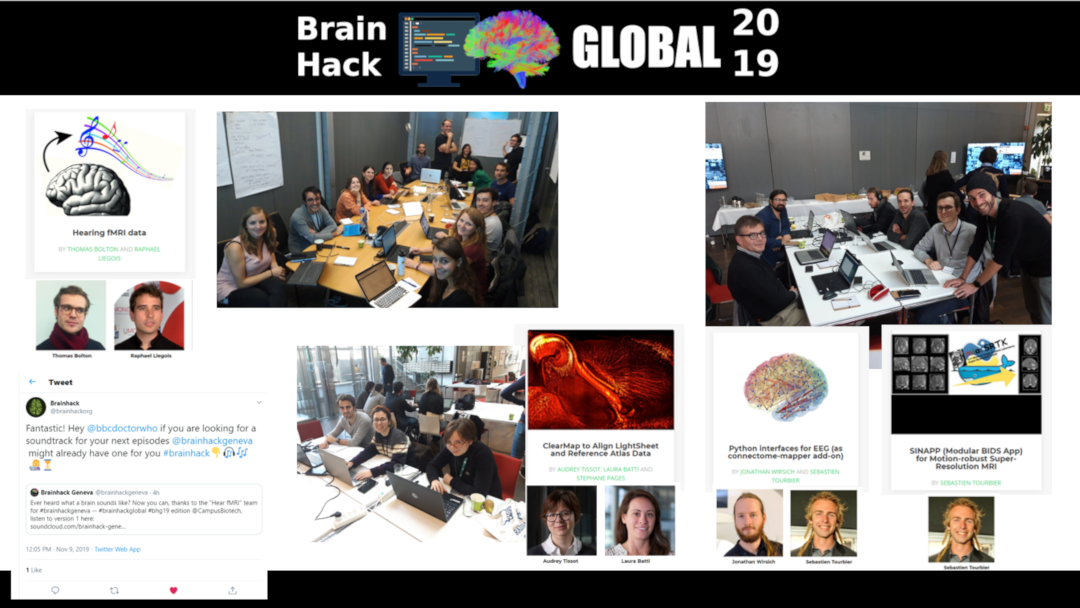 Brain
Hack
GLOBAL
20
19
Hearing fMRI data
BY THOMAS BOLTON AND RAPHAEL
LIEGOIS
Thomas Bolton
Raphael Liegois
Tweet
Brainhack
@brainhackorg
Fantastic! Hey @bbcdoctorwho if you are looking for a
soundtrack for your next episodes @brainhackgeneva
might already have one for you #brainhack
Brainhack Geneva @brainhackgeneva · 4h
Ever heard what a brain sounds like? Now you can, thanks to the "Hear fMRI" team
for #brainhackgeneva -- #brainhackglobal #bhg19 edition @CampusBiotech,
listen to version 1 here:
soundcloud.com/brainhack-gene...
12:05 PM · Nov 9, 2019 · Twitter Web App
1 Like
ClearMap to Align LightSheet
and Reference Atlas Data
BY AUDREY TISSOT, LAURA BATTI AND
STEPHANE PAGES
Audrey Tissot
Laura Batti
Python interfaces for EEG (as
connectome-mapper add-on)
BY JONATHAN WIRSICH AND SEBASTIEN
TOURBIER
Jonathan Wirsich
Sebastien Tourbier
SINAPP (Modular BIDS App)
for Motion-robust Super-
Resolution MRI
BY SEBASTIEN TOURBIER
Sebastien Tourbier